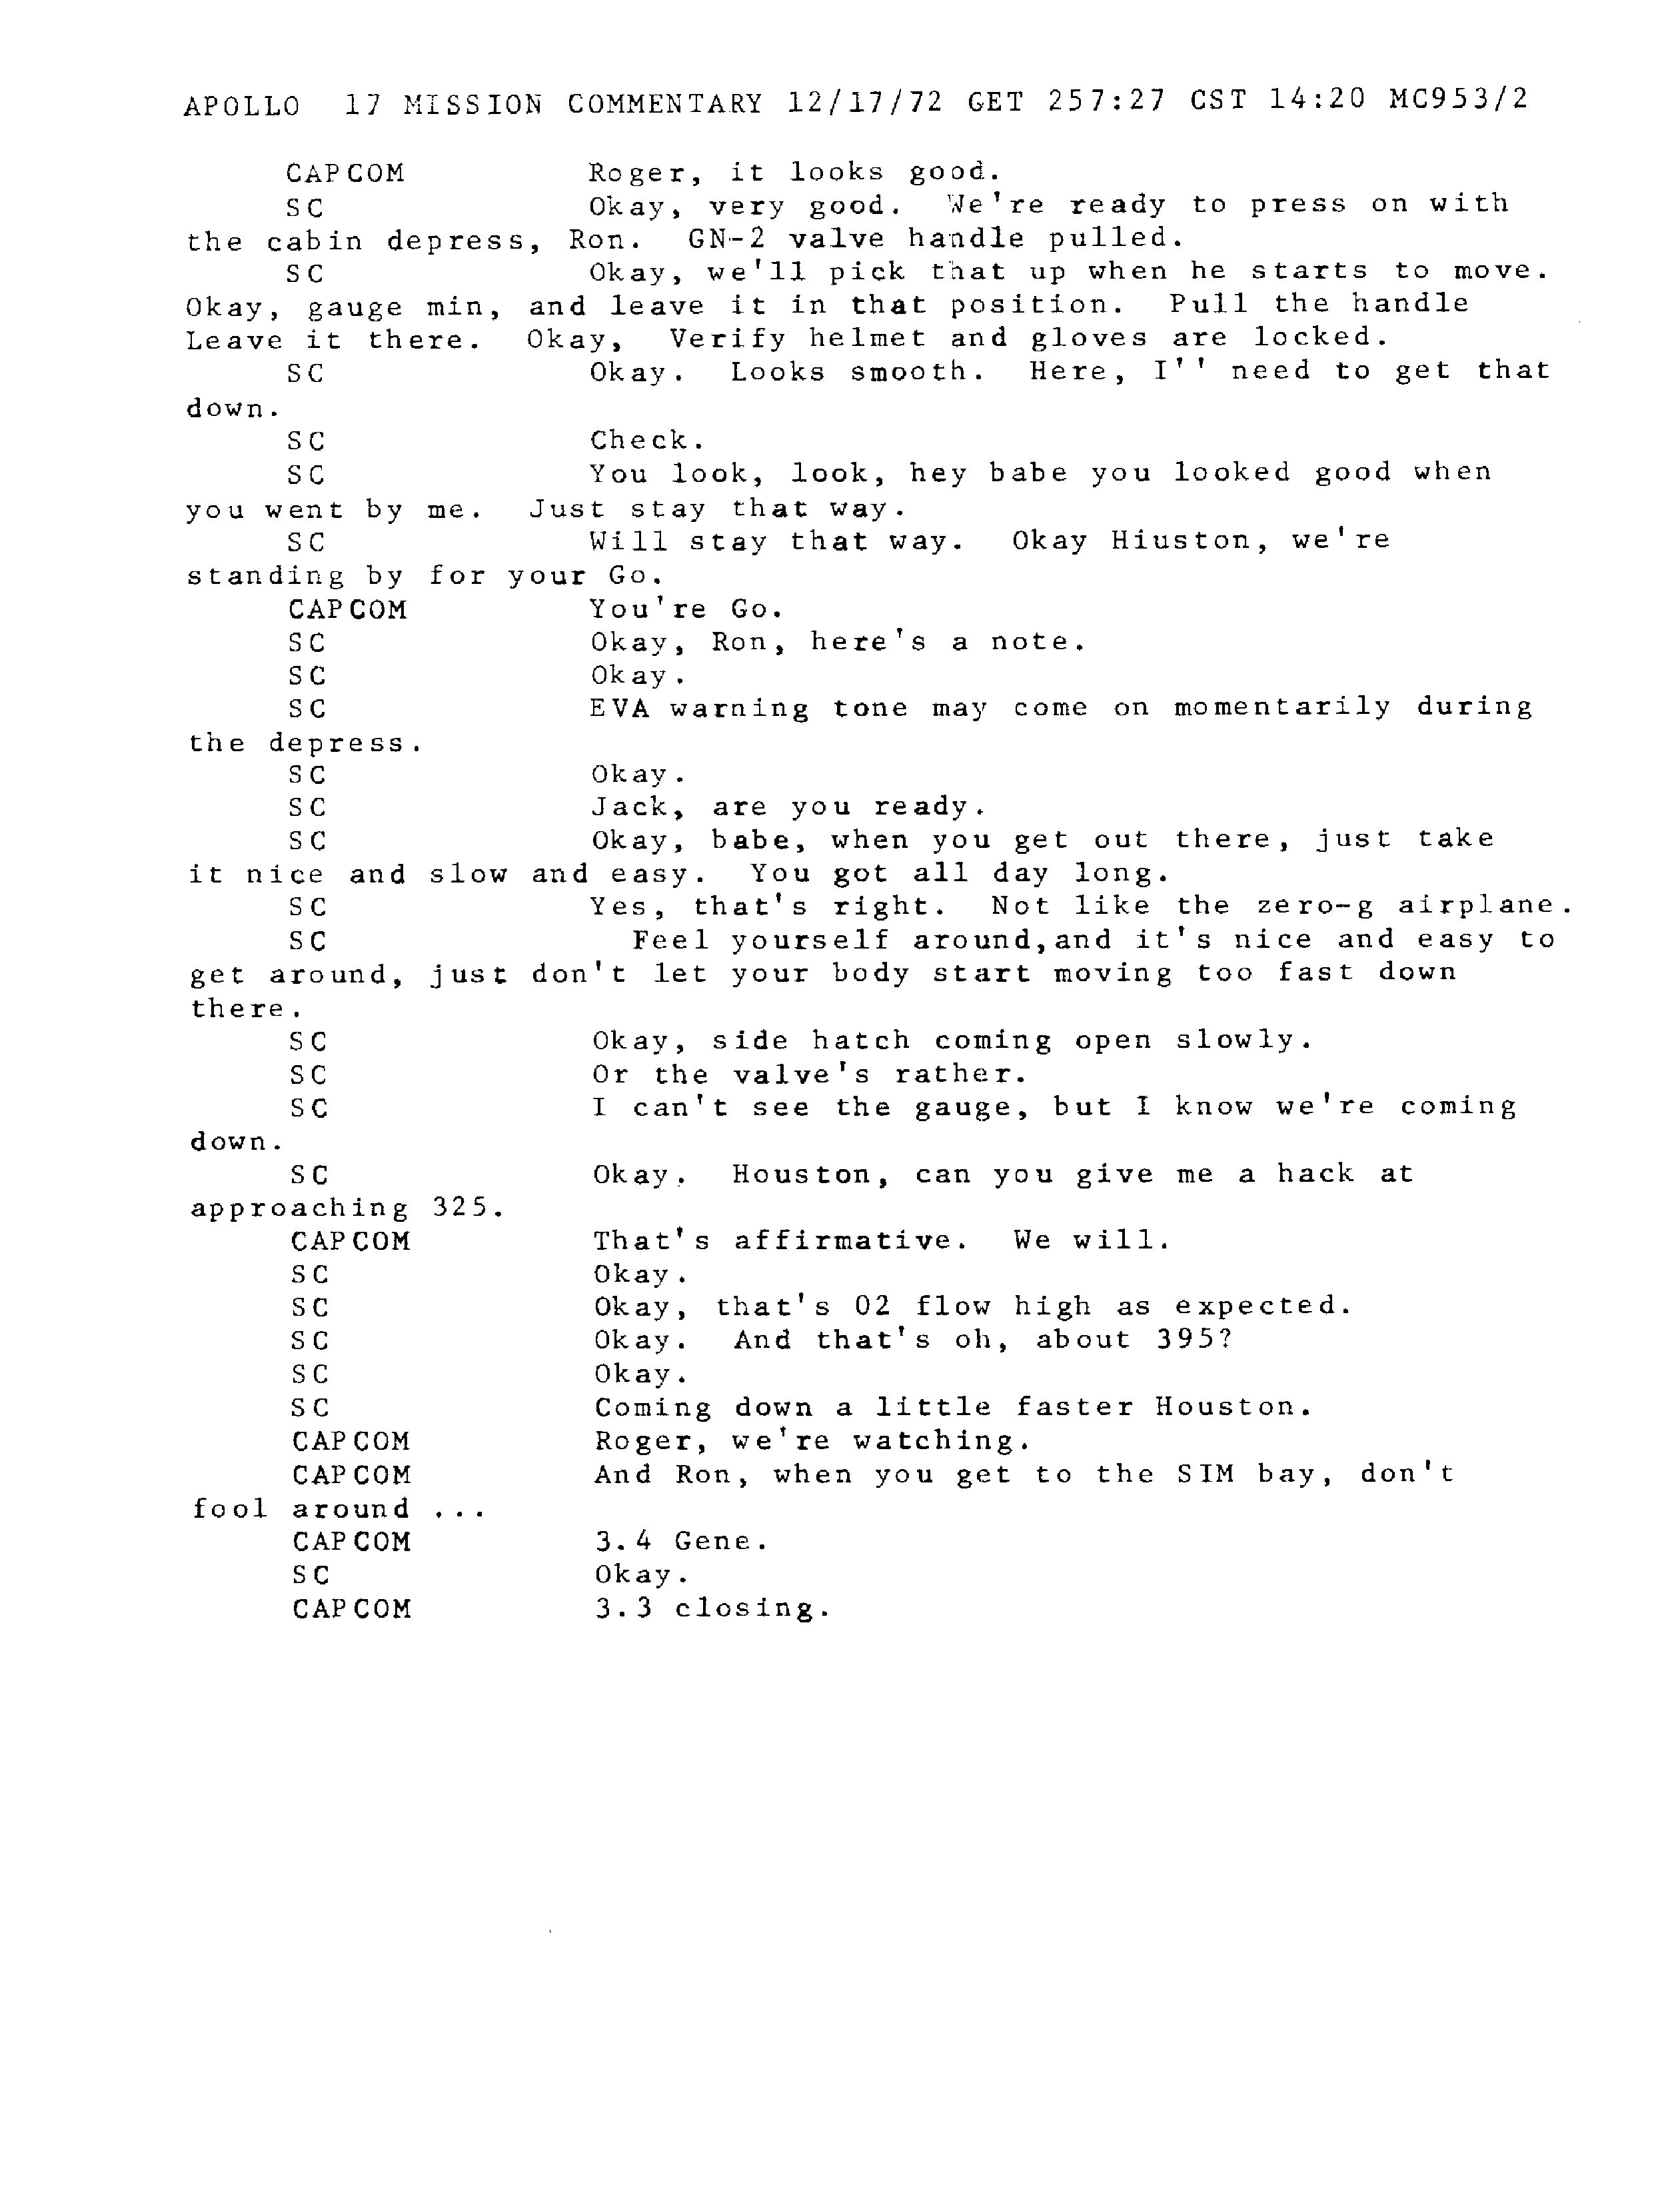 APOLLO 17 MISSION COMMENTARY 12/17/72 GET 257:27 CST 14:20 MC953/2
CAPCOM Roger, it looks good.
SC Okay, very good. We're ready to press on with
the cabin depress, Ron. GN-2 valve handle pulled.
SC Okay, we'll pick that up when he starts to move.
Okay, gauge min, and leave it in that position. Pull the handle
Leave it there. Okay, Verify helmet and gloves are locked.
SC Okay. Looks smooth. Here, I'' need to get that
down.
SC Check.
SC You look, look, hey babe you looked good when
you went by me. Just stay that way.
SC Will stay that way. Okay Hiuston, we're
standing by for your Go.
CAPCOM You're Go.
SC Okay, Ron, here's a note.
SC Okay.
SC EVA warning tone may come on momentarily during
the depress.
SC Okay.
SC Jack, are you ready.
SC Okay, babe, when you get out there, just take
it nice and slow and easy. You got all day long.
SC Yes, that's right. Not like the zero-g airplane.
SC Feel yourself around,and it's nice and easy to
get around, just don't let your body start moving too fast down
there.
SC Okay, side hatch coming open slowly.
SC Or the valve's rather.
SC I can't see the gauge, but I know we're coming
down.
SC Okay. Houston, can you give me a hack at
approaching 325.
CAPCOM That's affirmative. We will.
SC Okay.
SC Okay, that's 02 flow high as expected.
SC Okay. And that's oh, about 395?
SC Okay.
SC Coming down a little faster Houston.
CAPCOM Roger, we're watching.
CAPCOM And Ron, when you get to the SIM bay, don't
fool around ...
CAPCOM 3.4 Gene.
SC Okay.
CAPCOM 3.3 closing.